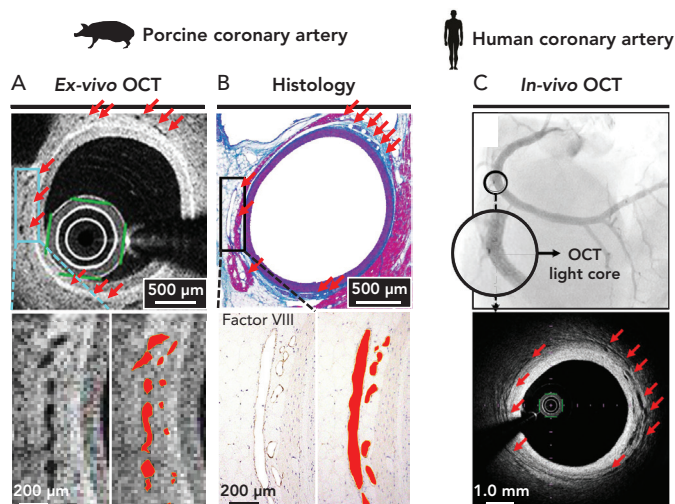 Porcine coronary artery
Human coronary artery
A
Ex-vivo OCT
B
Histology
C
In-vivo OCT
500 µm
500 µm
OCT
light core
Factor VIII
200 µm
200 µm
1.0 mm